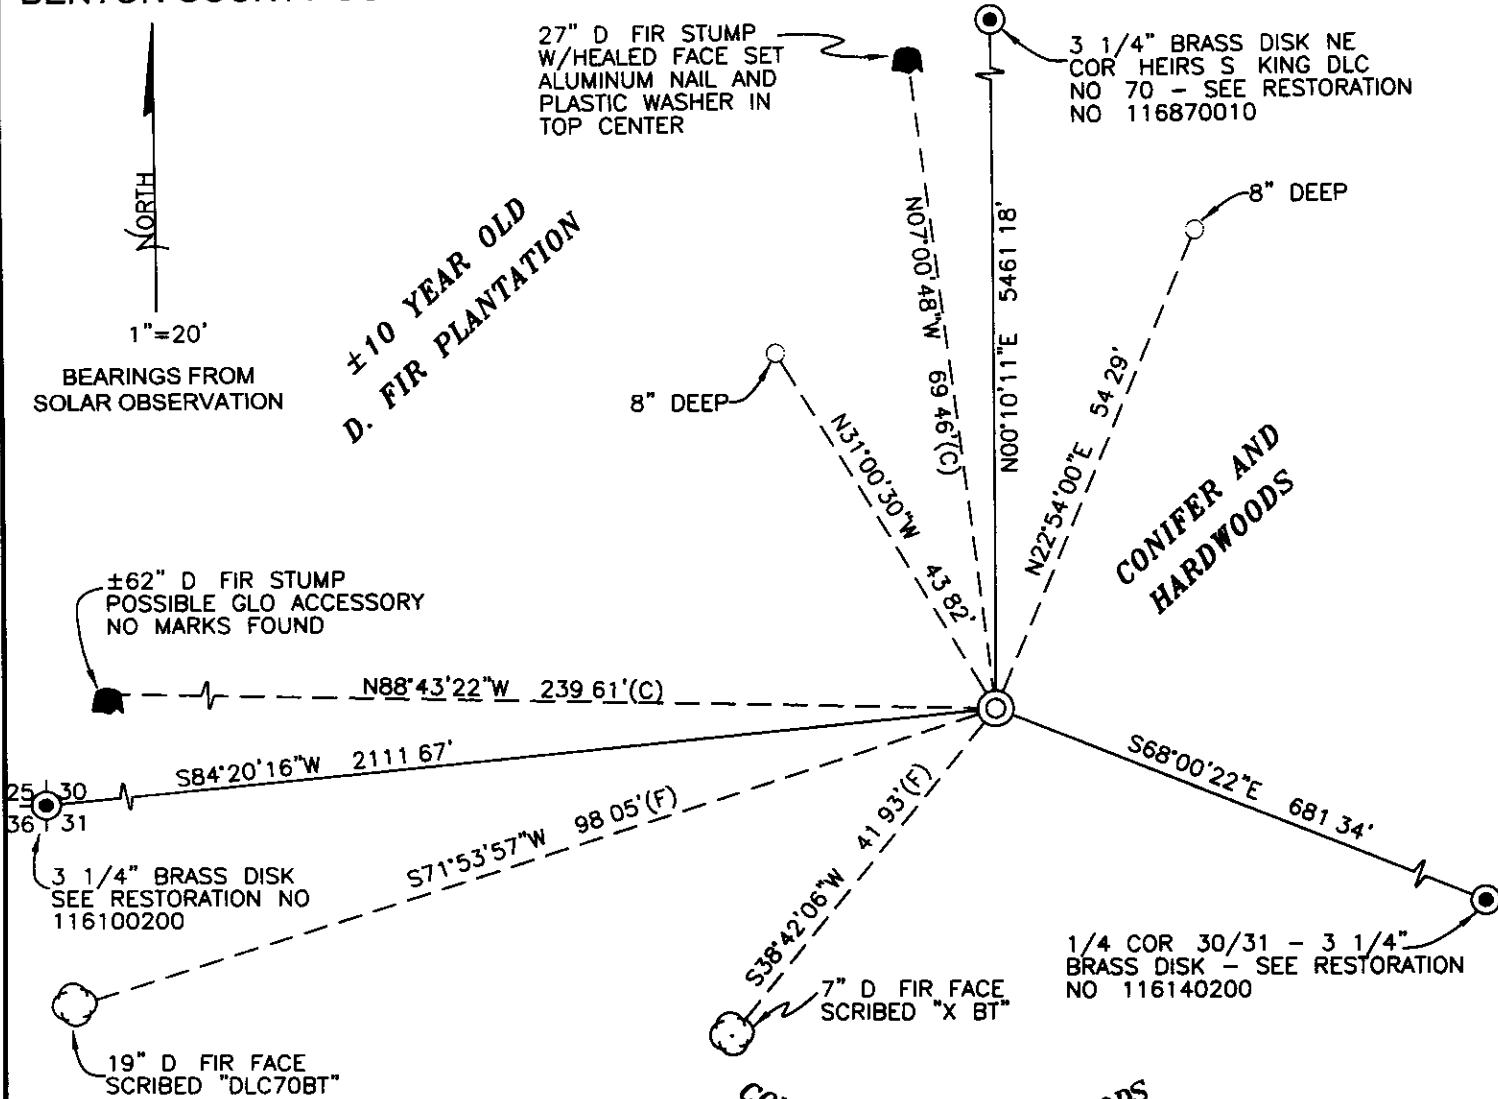 27" D FIR STUMP
W/HEALED FACE SET
ALUMINUM NAIL AND
PLASTIC WASHER IN
TOP CENTER
3 1/4" BRASS DISK NE
COR HEIRS S KING DLC
NO 70 - SEE RESTORATION
NO 116870010
NORTH
1"=20'
BEARINGS FROM
SOLAR OBSERVATION
±10 YEAR OLD
D. FIR PLANTATION
8" DEEP
8" DEEP
N07°00'48"W 69 46'(C)
N00°10'11"E 5461 18'
N22°54'00"E 54 29'
N31°00'30"W 43 82'
CONIFER AND
HARDWOODS
±62" D FIR STUMP
POSSIBLE GLO ACCESSORY
NO MARKS FOUND
N88°43'22"W 239 61'(C)
S84°20'16"W 2111 67'
25 30
36 31
3 1/4" BRASS DISK
SEE RESTORATION NO
116100200
S71°53'57"W 98 05'(F)
S38°42'06"W 41 93'(F)
S68°00'22"E 681 34'
1/4 COR 30/31 - 3 1/4"
BRASS DISK - SEE RESTORATION
NO 116140200
7" D FIR FACE
SCRIBED "X BT"
19" D FIR FACE
SCRIBED "DLC70BT"